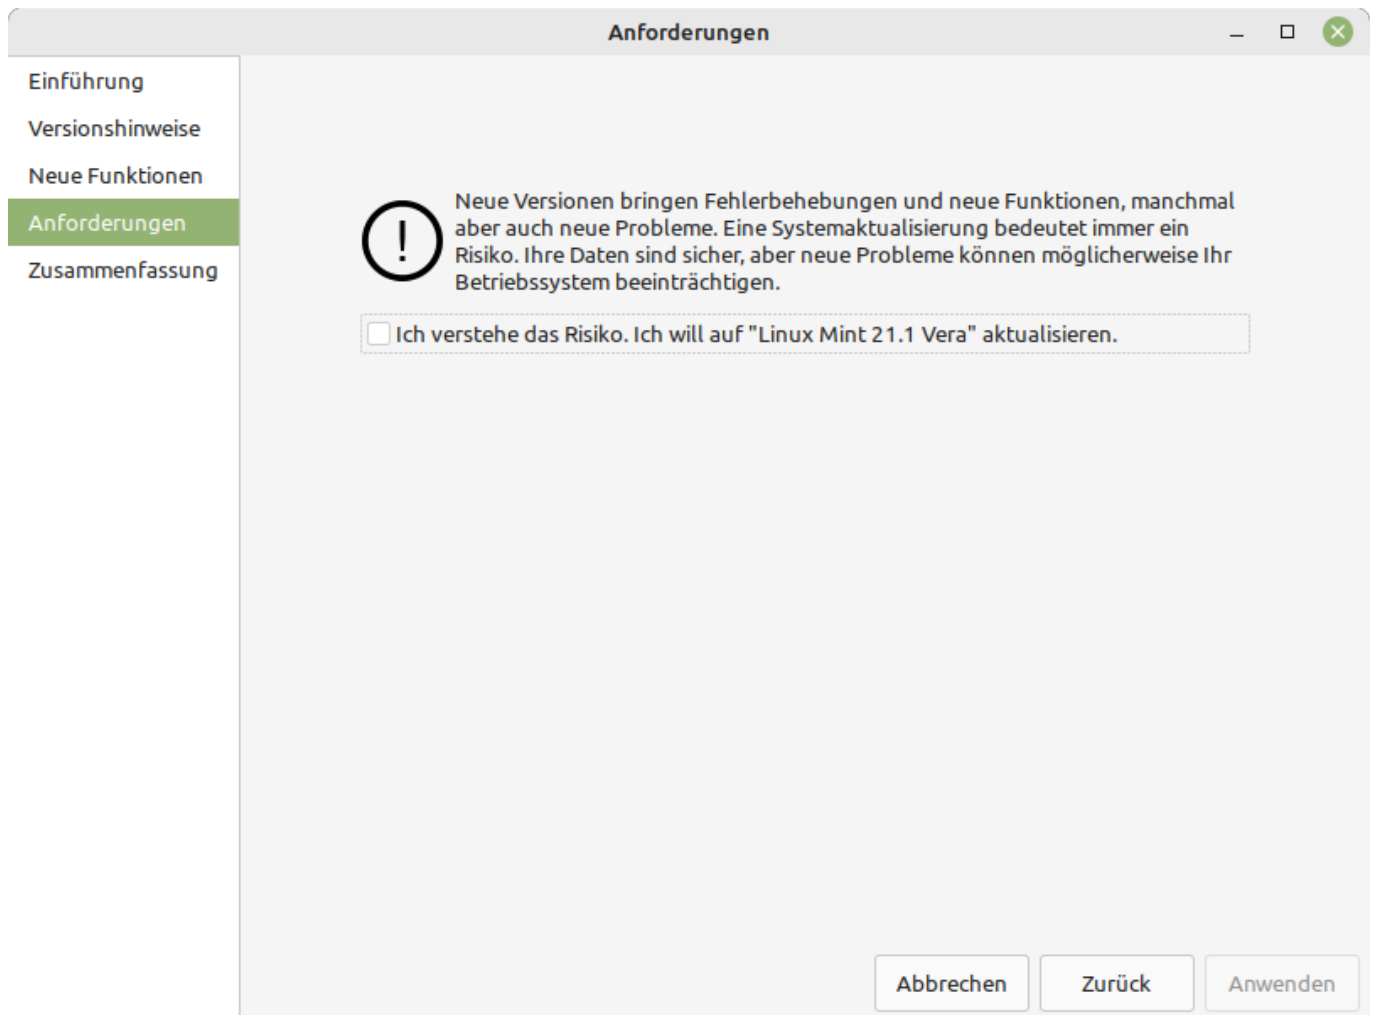 Anforderungen
Einführung
Versionshinweise
Neue Funktionen
Anforderungen
Zusammenfassung
!
Neue Versionen bringen Fehlerbehebungen und neue Funktionen, manchmal
aber auch neue Probleme. Eine Systemaktualisierung bedeutet immer ein
Risiko. Ihre Daten sind sicher, aber neue Probleme können möglicherweise Ihr
Betriebssystem beeinträchtigen.
Ich verstehe das Risiko. Ich will auf "Linux Mint 21.1 Vera" aktualisieren.
Abbrechen
Zurück
Anwenden